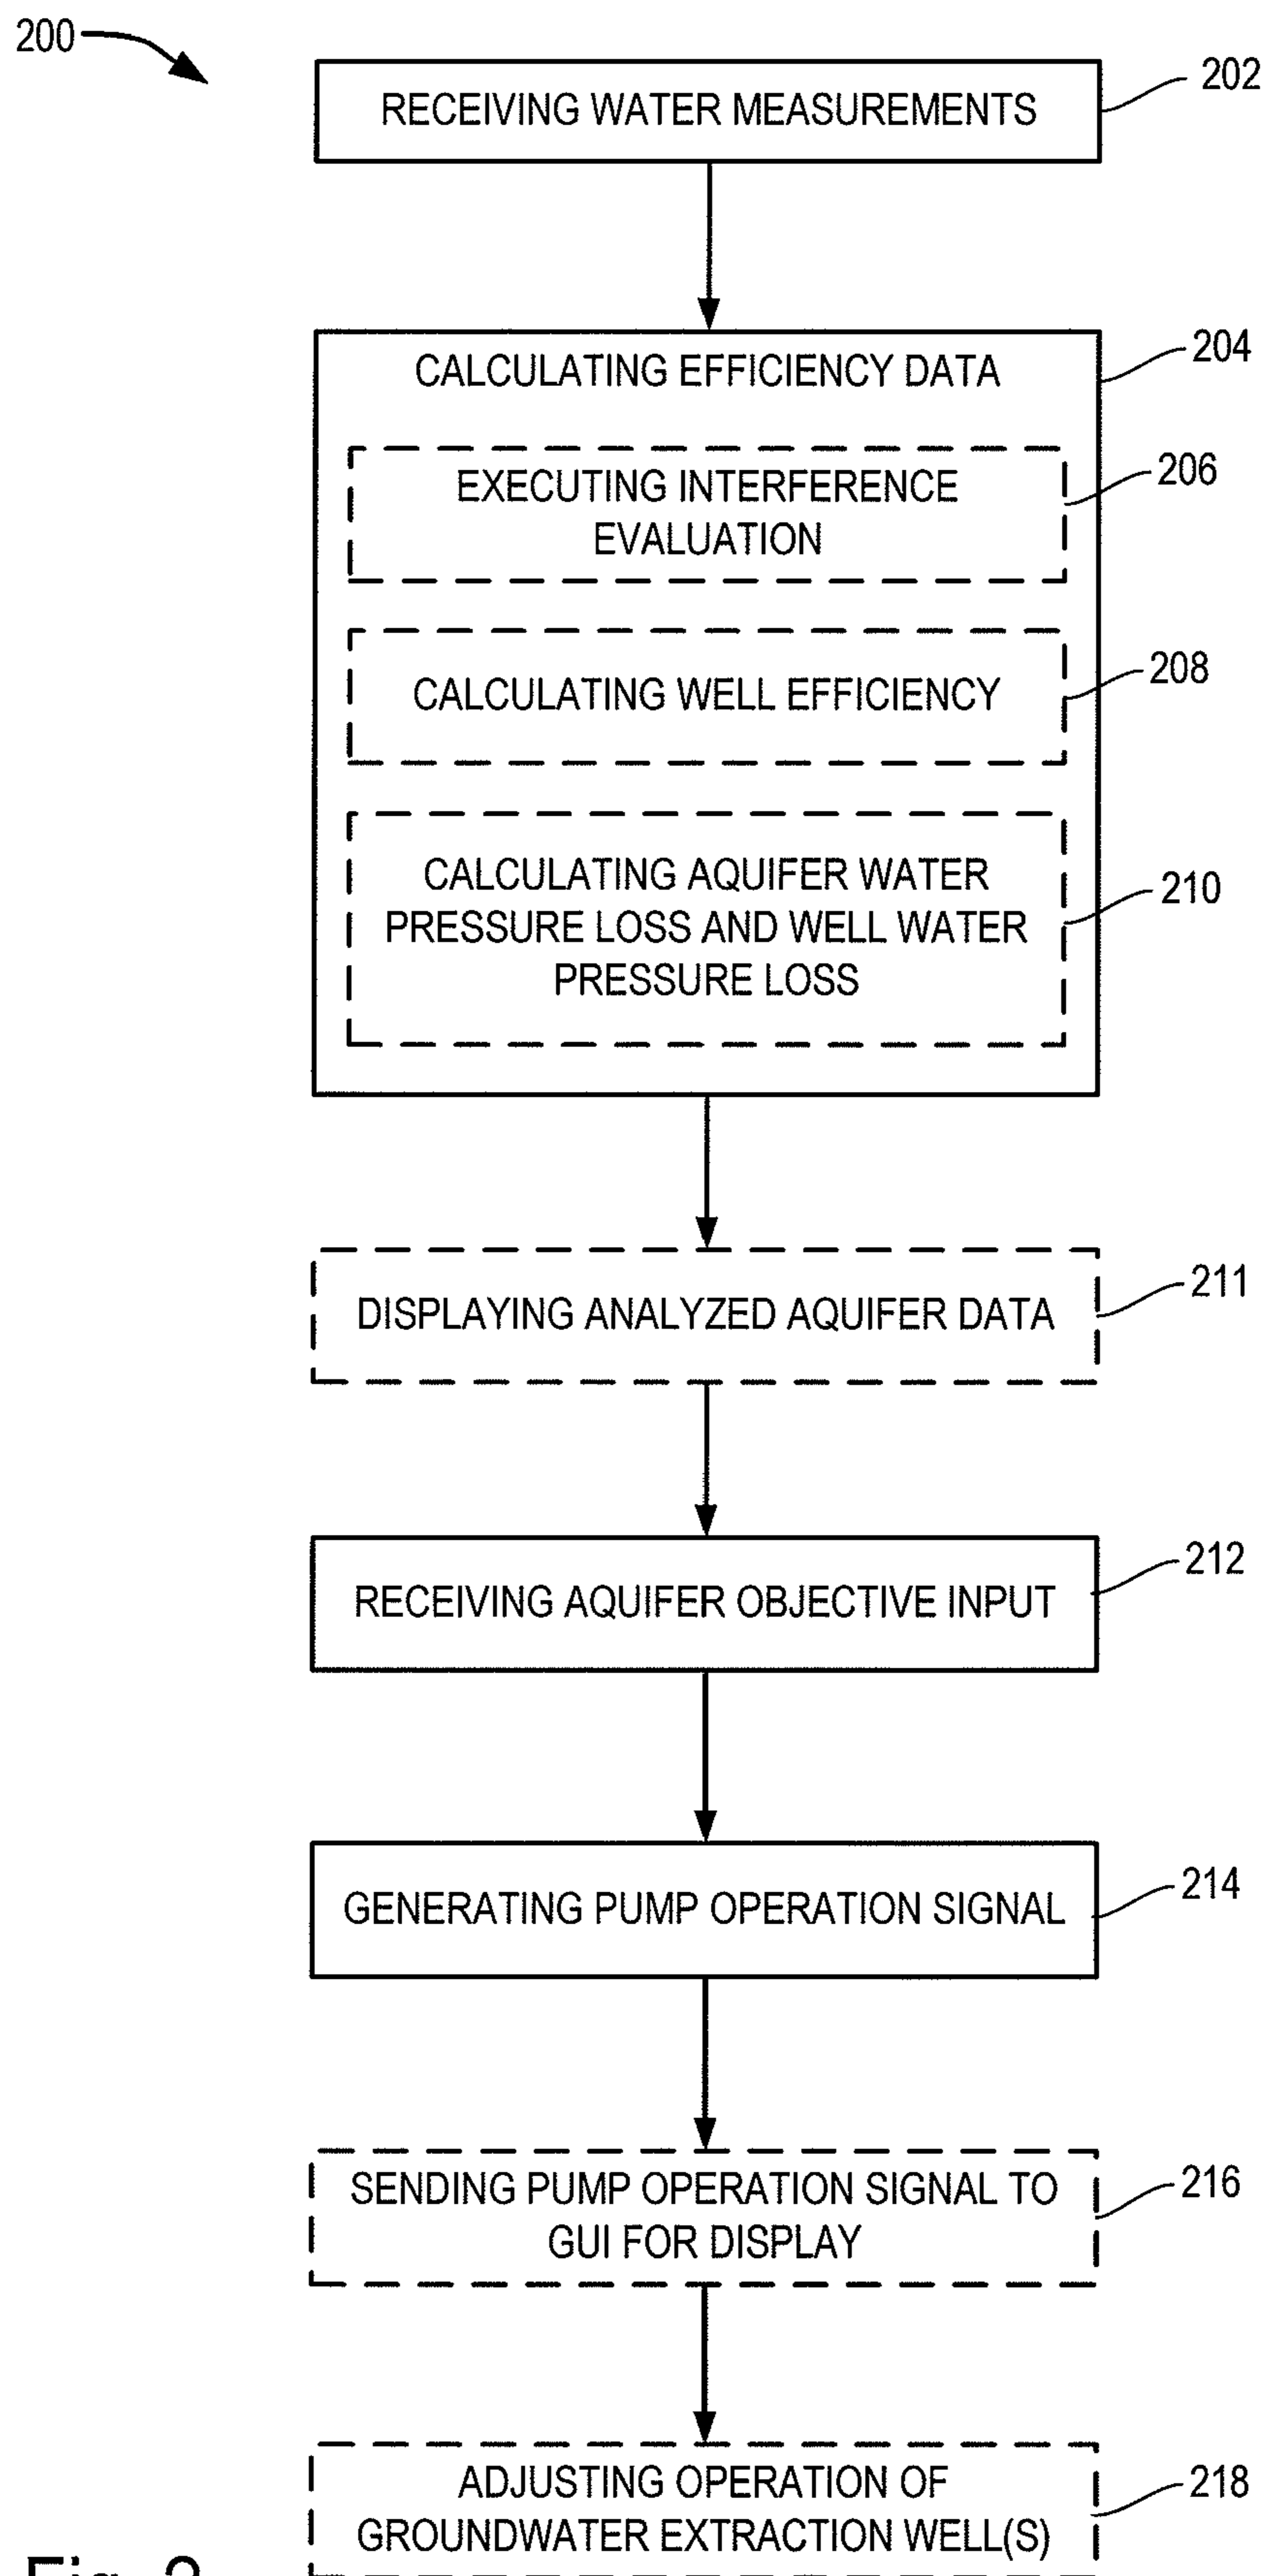 200
RECEIVING WATER MEASUREMENTS
202
CALCULATING EFFICIENCY DATA
204
EXECUTING INTERFERENCE
EVALUATION
206
CALCULATING WELL EFFICIENCY
208
CALCULATING AQUIFER WATER
PRESSURE LOSS AND WELL WATER
PRESSURE LOSS
210
DISPLAYING ANALYZED AQUIFER DATA
211
RECEIVING AQUIFER OBJECTIVE INPUT
212
GENERATING PUMP OPERATION SIGNAL
214
SENDING PUMP OPERATION SIGNAL TO
GUI FOR DISPLAY
216
ADJUSTING OPERATION OF
GROUNDWATER EXTRACTION WELL(S)
218
Fig.